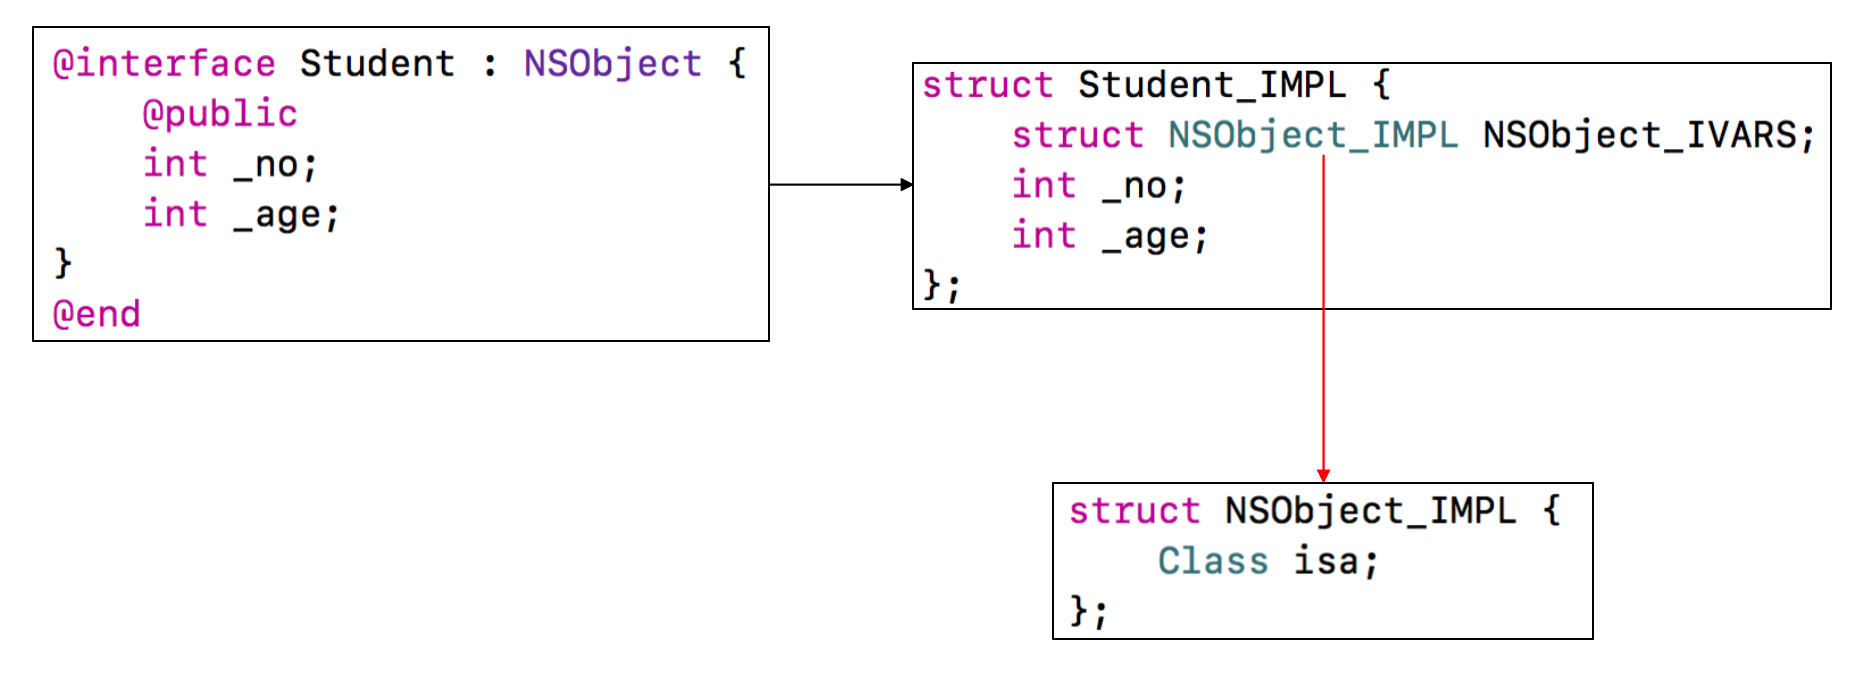 @interface Student : NSObject {
    @public
    int _no;
    int _age;
}
@end
struct Student_IMPL {
    struct NSObject_IMPL NSObject_IVARS;
    int _no;
    int _age;
};
struct NSObject_IMPL {
    Class isa;
};